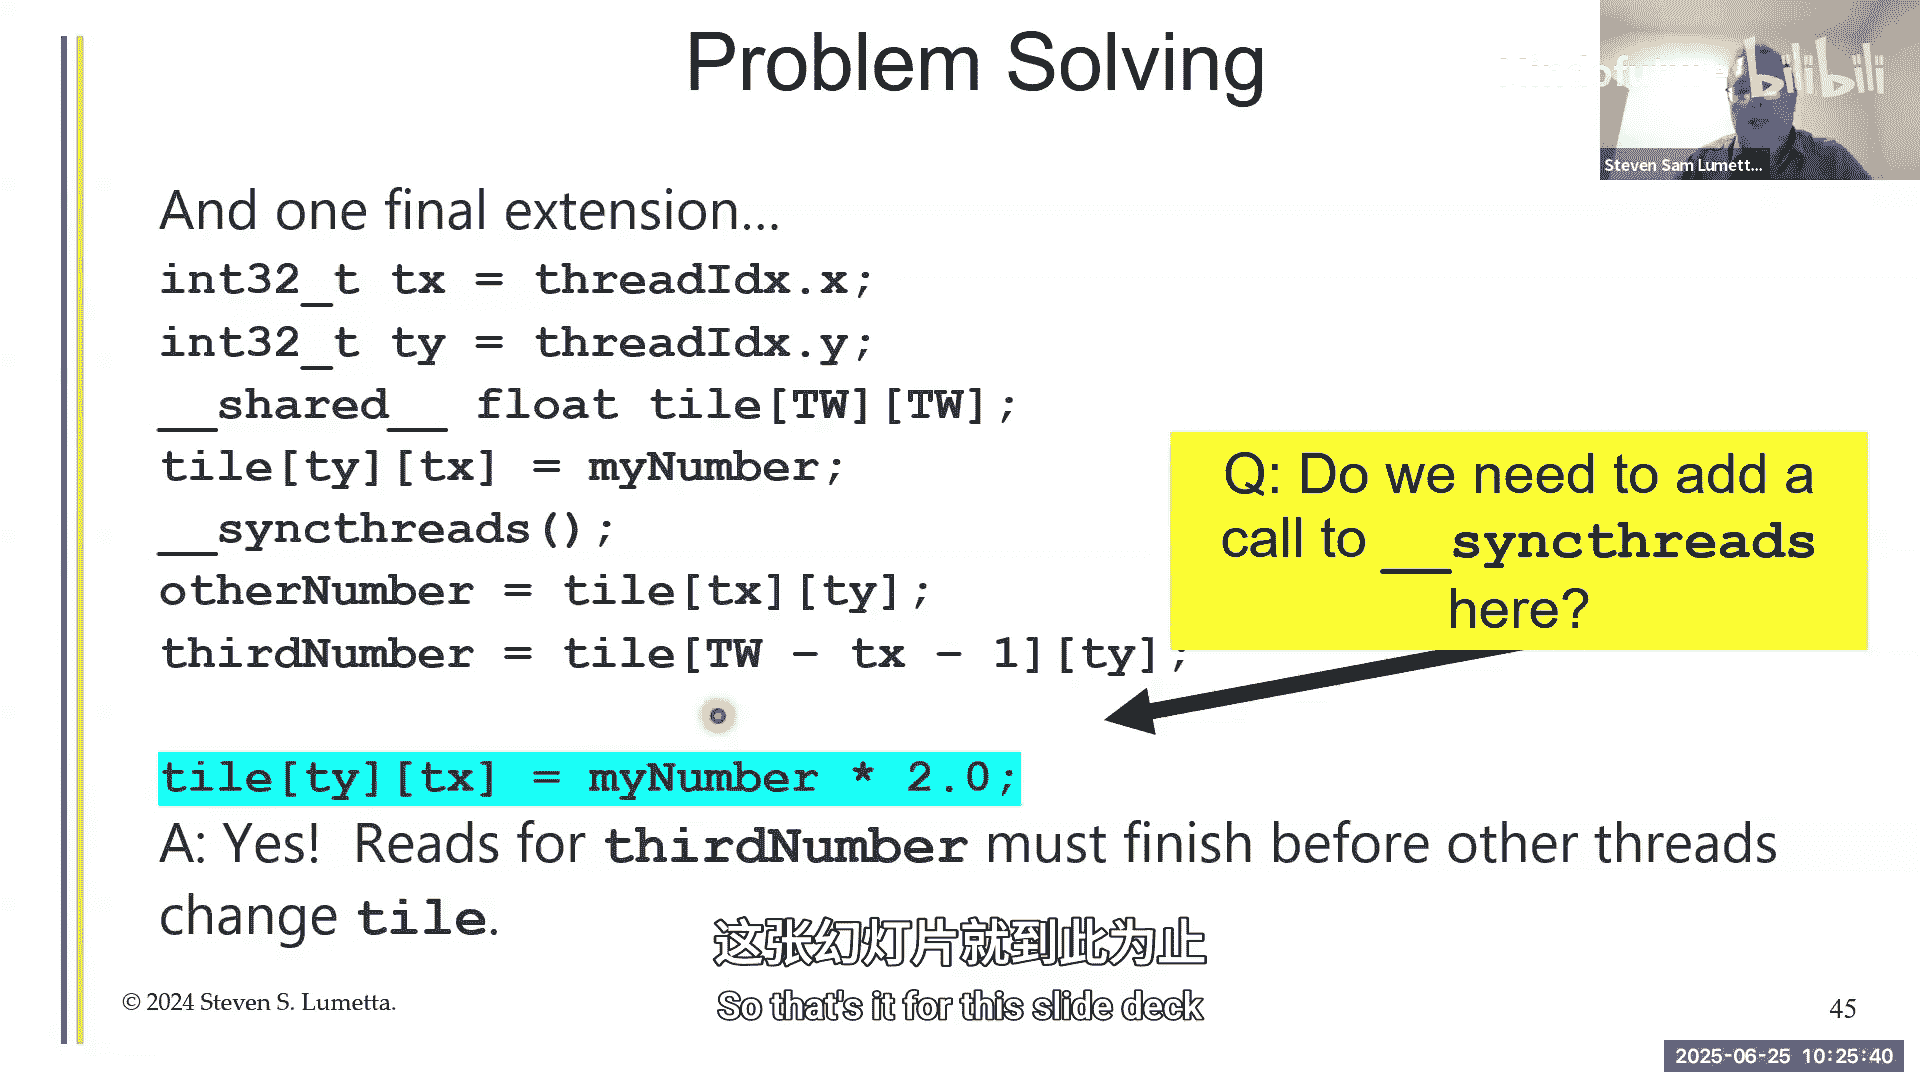 Problem Solving
bilibili
Steven Sam Lumett...
And one final extension...
int32_t tx = threadIdx.x;
int32_t ty = threadIdx.y;
__shared__ float tile[TW][TW];
tile[ty][tx] = myNumber;
__syncthreads();
otherNumber = tile[tx][ty];
thirdNumber = tile[TW – tx – 1][ty];
Q: Do we need to add a
call to __syncthreads
here?
tile[ty][tx] = myNumber * 2.0;
A: Yes! Reads for thirdNumber must finish before other threads
change tile.
这张幻灯片就到此为止
So that's it for this slide deck
© 2024 Steven S. Lumetta.
45
2025-06-25 10:25:40